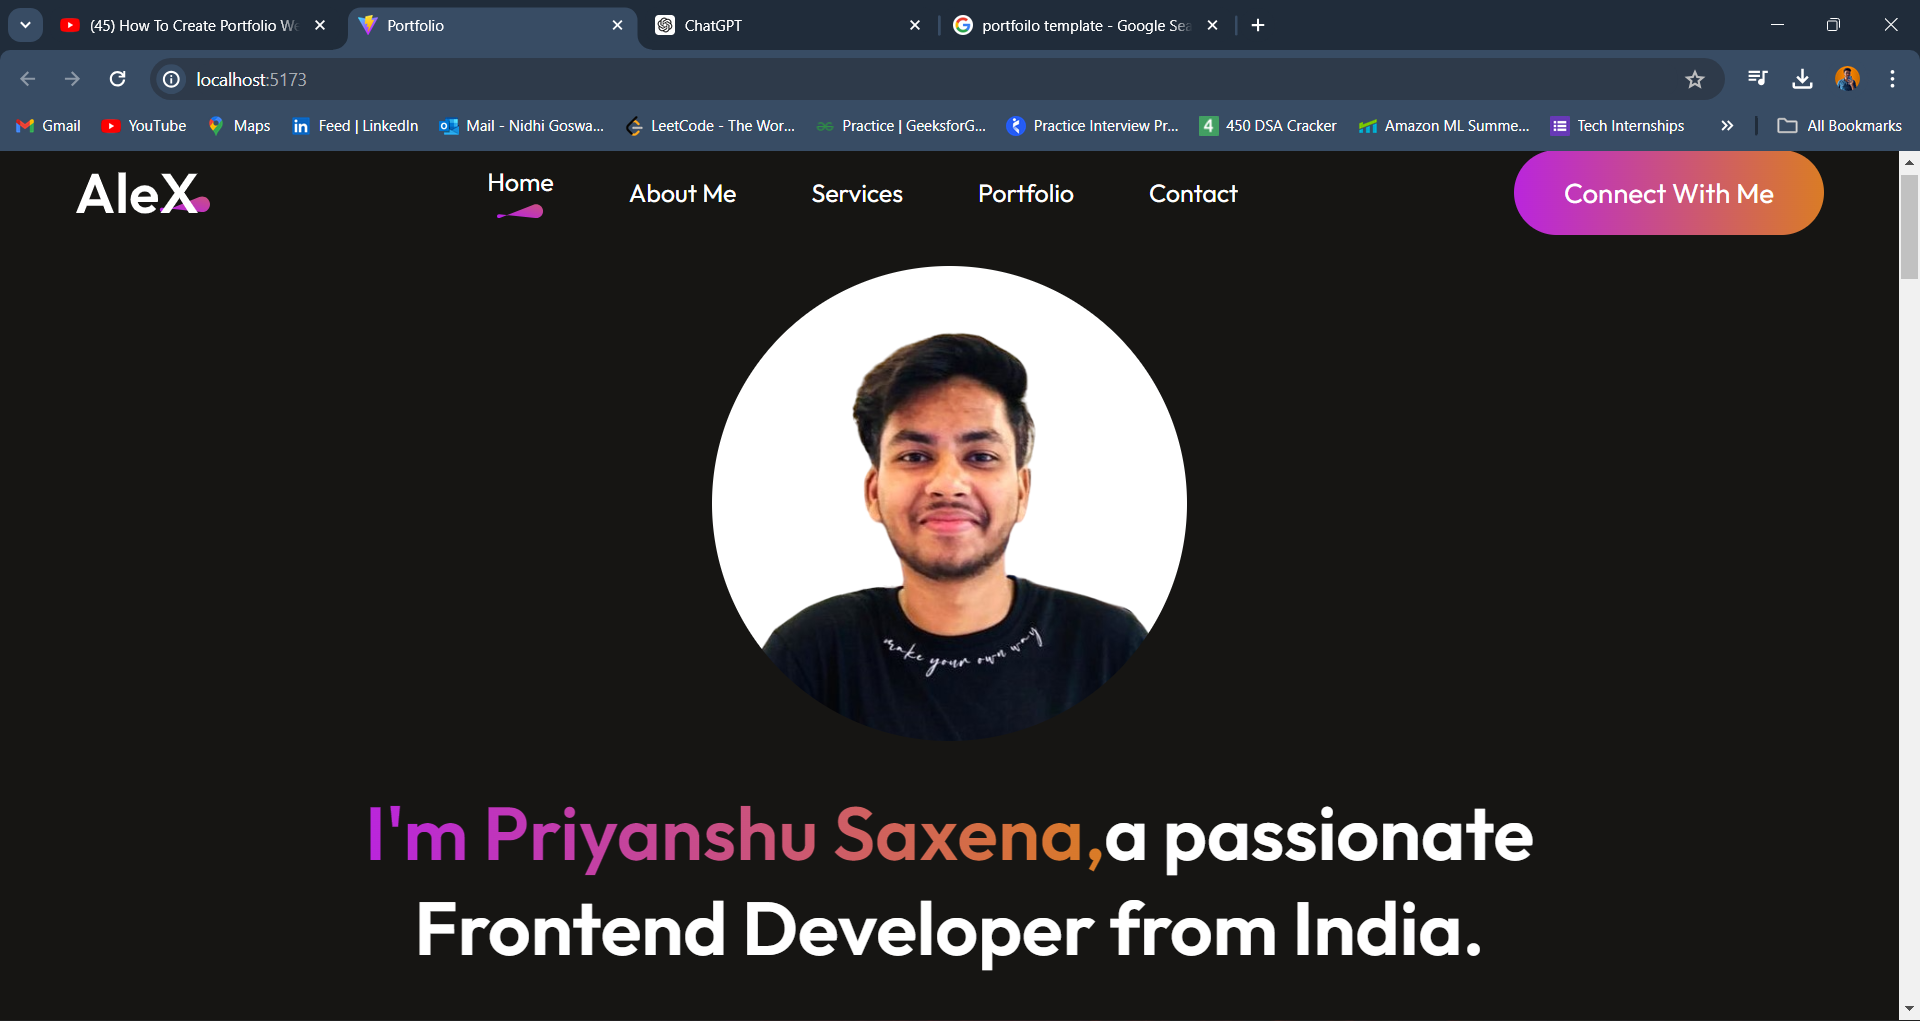 (45) How To Create Portfolio We
Portfolio
ChatGPT
portfoilo template - Google Sea
localhost:5173
Gmail
YouTube
Maps
Feed | LinkedIn
Mail - Nidhi Goswa...
LeetCode - The Wor...
Practice | GeeksforG...
Practice Interview Pr...
4
450 DSA Cracker
Amazon ML Summe...
Tech Internships
All Bookmarks
AleX
Home
About Me
Services
Portfolio
Contact
Connect With Me
make your own way
I'm Priyanshu Saxena,a passionate
Frontend Developer from India.